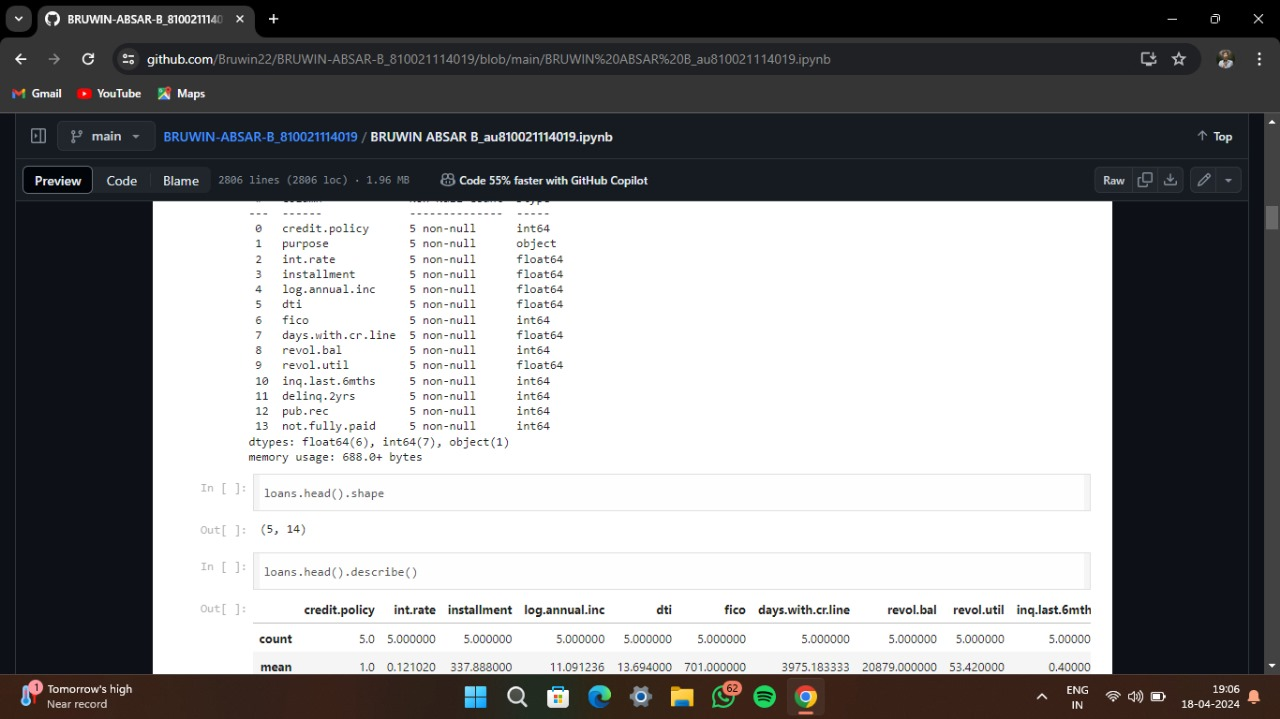 BRUWIN-ABSAR-B_810021114
github.com/Bruwin22/BRUWIN-ABSAR-B_810021114019/blob/main/BRUWIN%20ABSAR%20B_au810021114019.ipynb
Gmail YouTube Maps
main BRUWIN-ABSAR-B_810021114019 / BRUWIN ABSAR B_au810021114019.ipynb Top
Preview Code Blame 2806 lines (2806 loc) · 1.96 MB Code 55% faster with GitHub Copilot Raw
--- ------ -------------- -----
0 credit.policy 5 non-null int64
1 purpose 5 non-null object
2 int.rate 5 non-null float64
3 installment 5 non-null float64
4 log.annual.inc 5 non-null float64
5 dti 5 non-null float64
6 fico 5 non-null int64
7 days.with.cr.line 5 non-null float64
8 revol.bal 5 non-null int64
9 revol.util 5 non-null float64
10 inq.last.6mths 5 non-null int64
11 delinq.2yrs 5 non-null int64
12 pub.rec 5 non-null int64
13 not.fully.paid 5 non-null int64
dtypes: float64(6), int64(7), object(1)
memory usage: 688.0+ bytes
In [ ]: loans.head().shape
Out[ ]: (5, 14)
In [ ]: loans.head().describe()
Out[ ]: credit.policy int.rate installment log.annual.inc dti fico days.with.cr.line revol.bal revol.util inq.last.6mth
count 5.0 5.000000 5.000000 5.000000 5.000000 5.000000 5.000000 5.000000 5.000000 5.00000
mean 1.0 0.121020 337.888000 11.091236 13.694000 701.000000 3975.183333 20879.000000 53.420000 0.40000
1 Tomorrow's high 62 ENG 19:06
Near record IN 18-04-2024